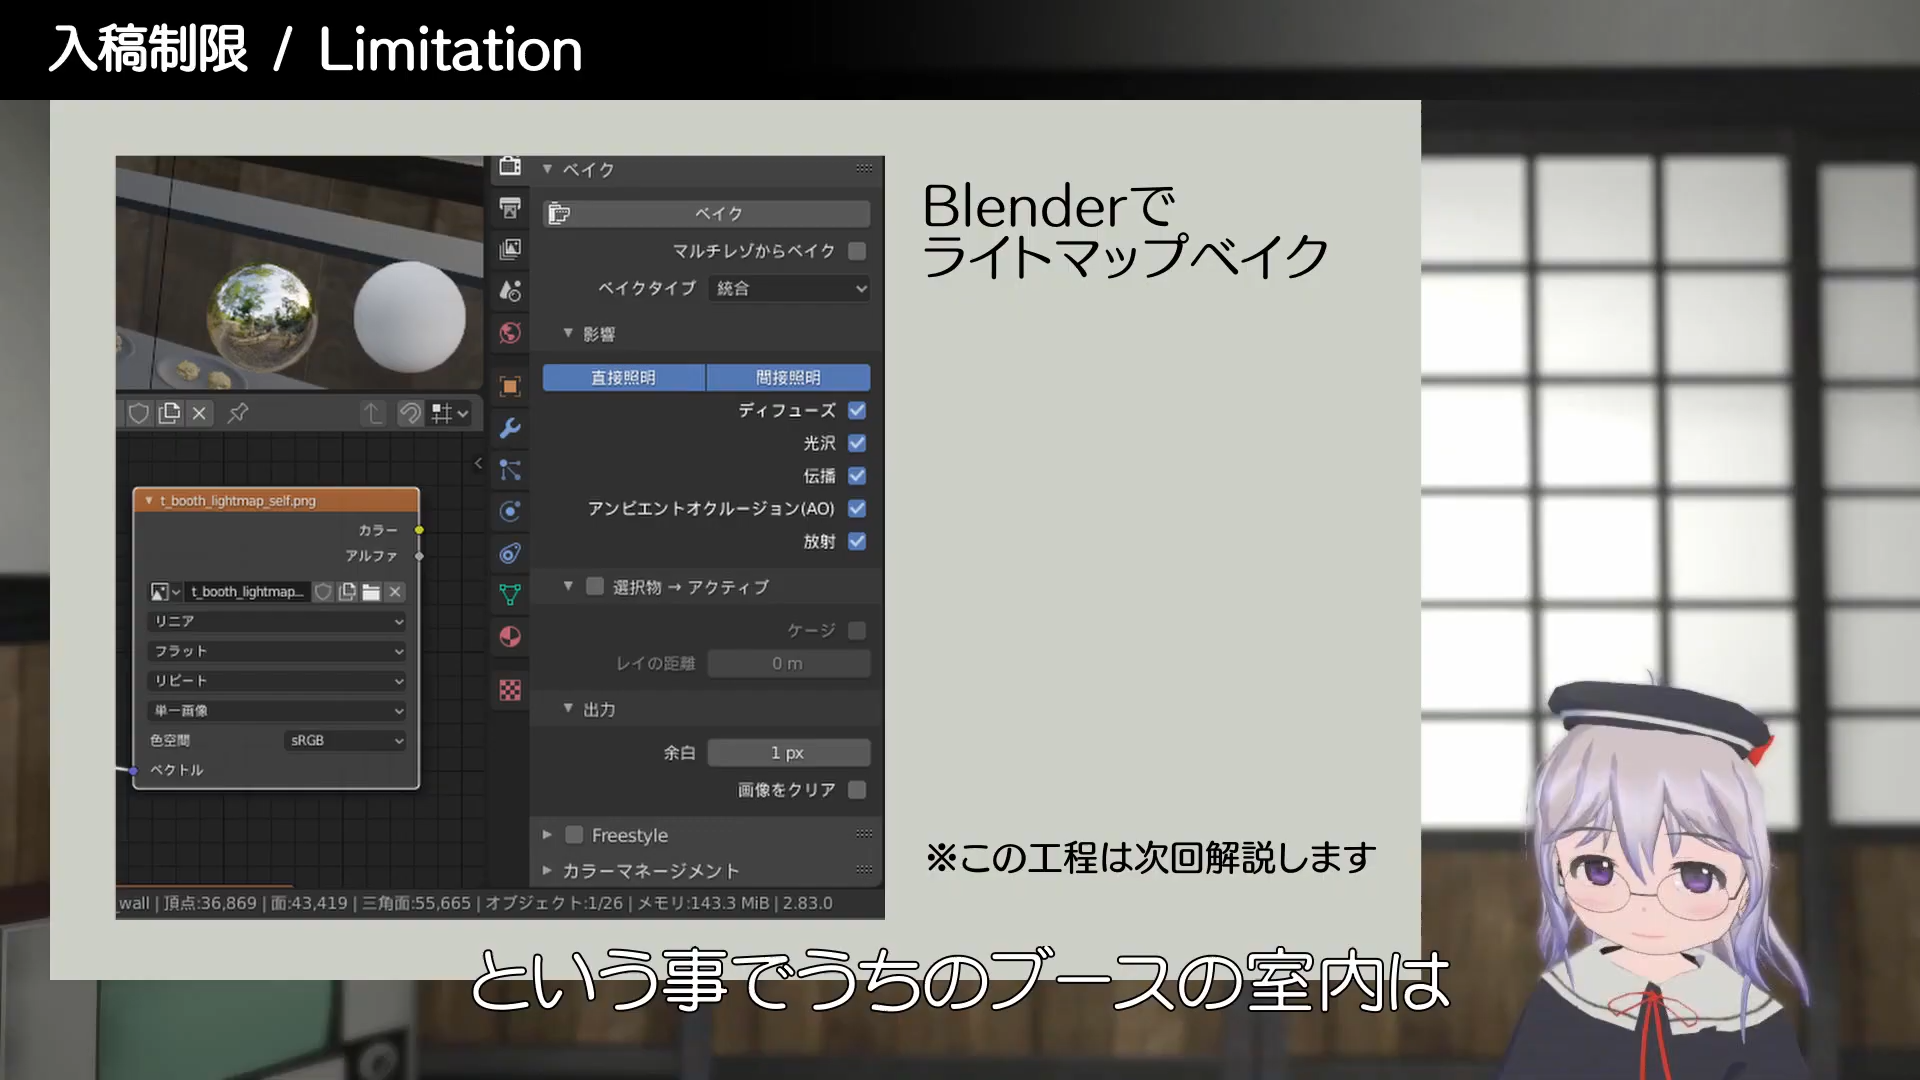 入稿制限 / Limitation
ベイク
ベイク
マルチレゾからベイク
ベイクタイプ 統合
影響
直接照明 間接照明
ディフューズ
光沢
伝播
アンビエントオクルージョン(AO)
放射
選択物 → アクティブ
ケージ
レイの距離 0 m
出力
余白 1 px
画像をクリア
Freestyle
カラーマネージメント
t_booth_lightmap_self.png
カラー
アルファ
t_booth_lightmap...
リニア
フラット
リピート
単一画像
色空間 sRGB
ベクトル
_wall | 頂点:36,869 | 面:43,419 | 三角面:55,665 | オブジェクト:1/26 | メモリ:143.3 MiB | 2.83.0
Blenderで
ライトマップベイク
※この工程は次回解説します
という事でうちのブースの室内は